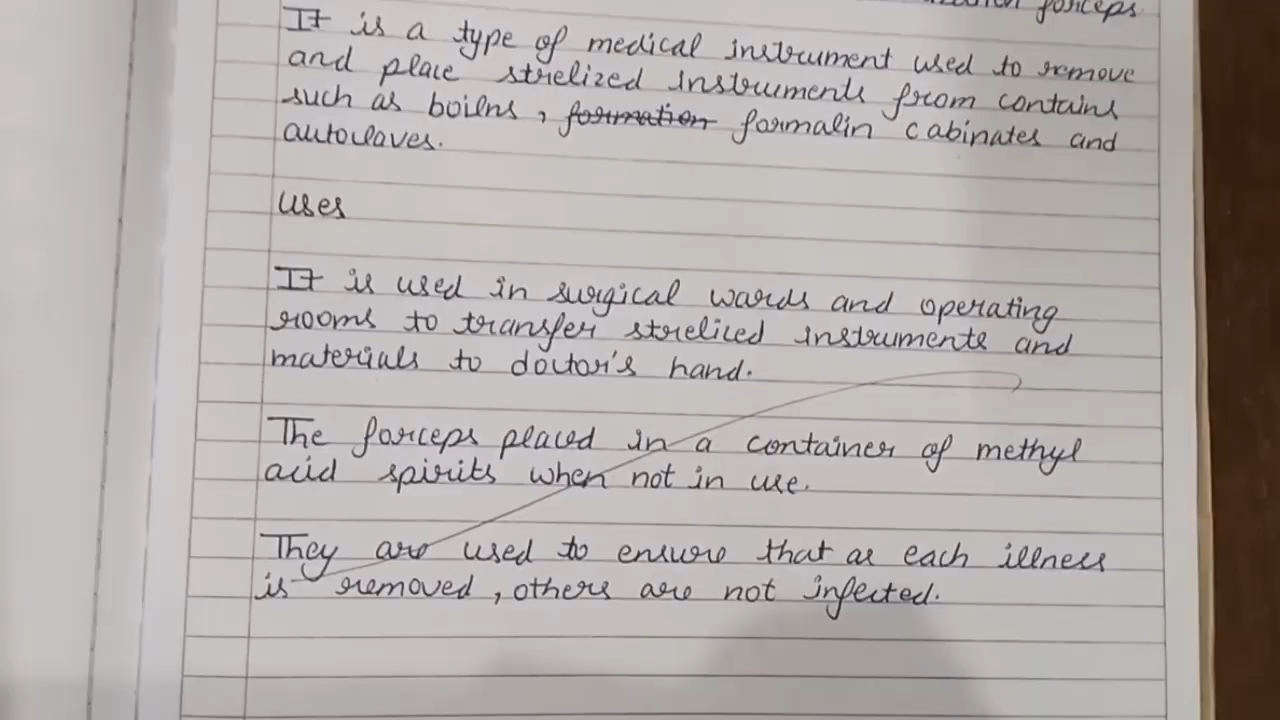 forceps
It is a type of medical instrument used to remove
and place strelized instruments from contains
such as boilns, formation formalin cabinates and
autoclaves.
uses
It is used in surgical wards and operating
rooms to transfer streliced instruments and
materials to doctor's hand.
The forceps placed in a container of methyl
acid spirits when not in use.
They are used to ensure that as each illness
is removed, others are not infected.